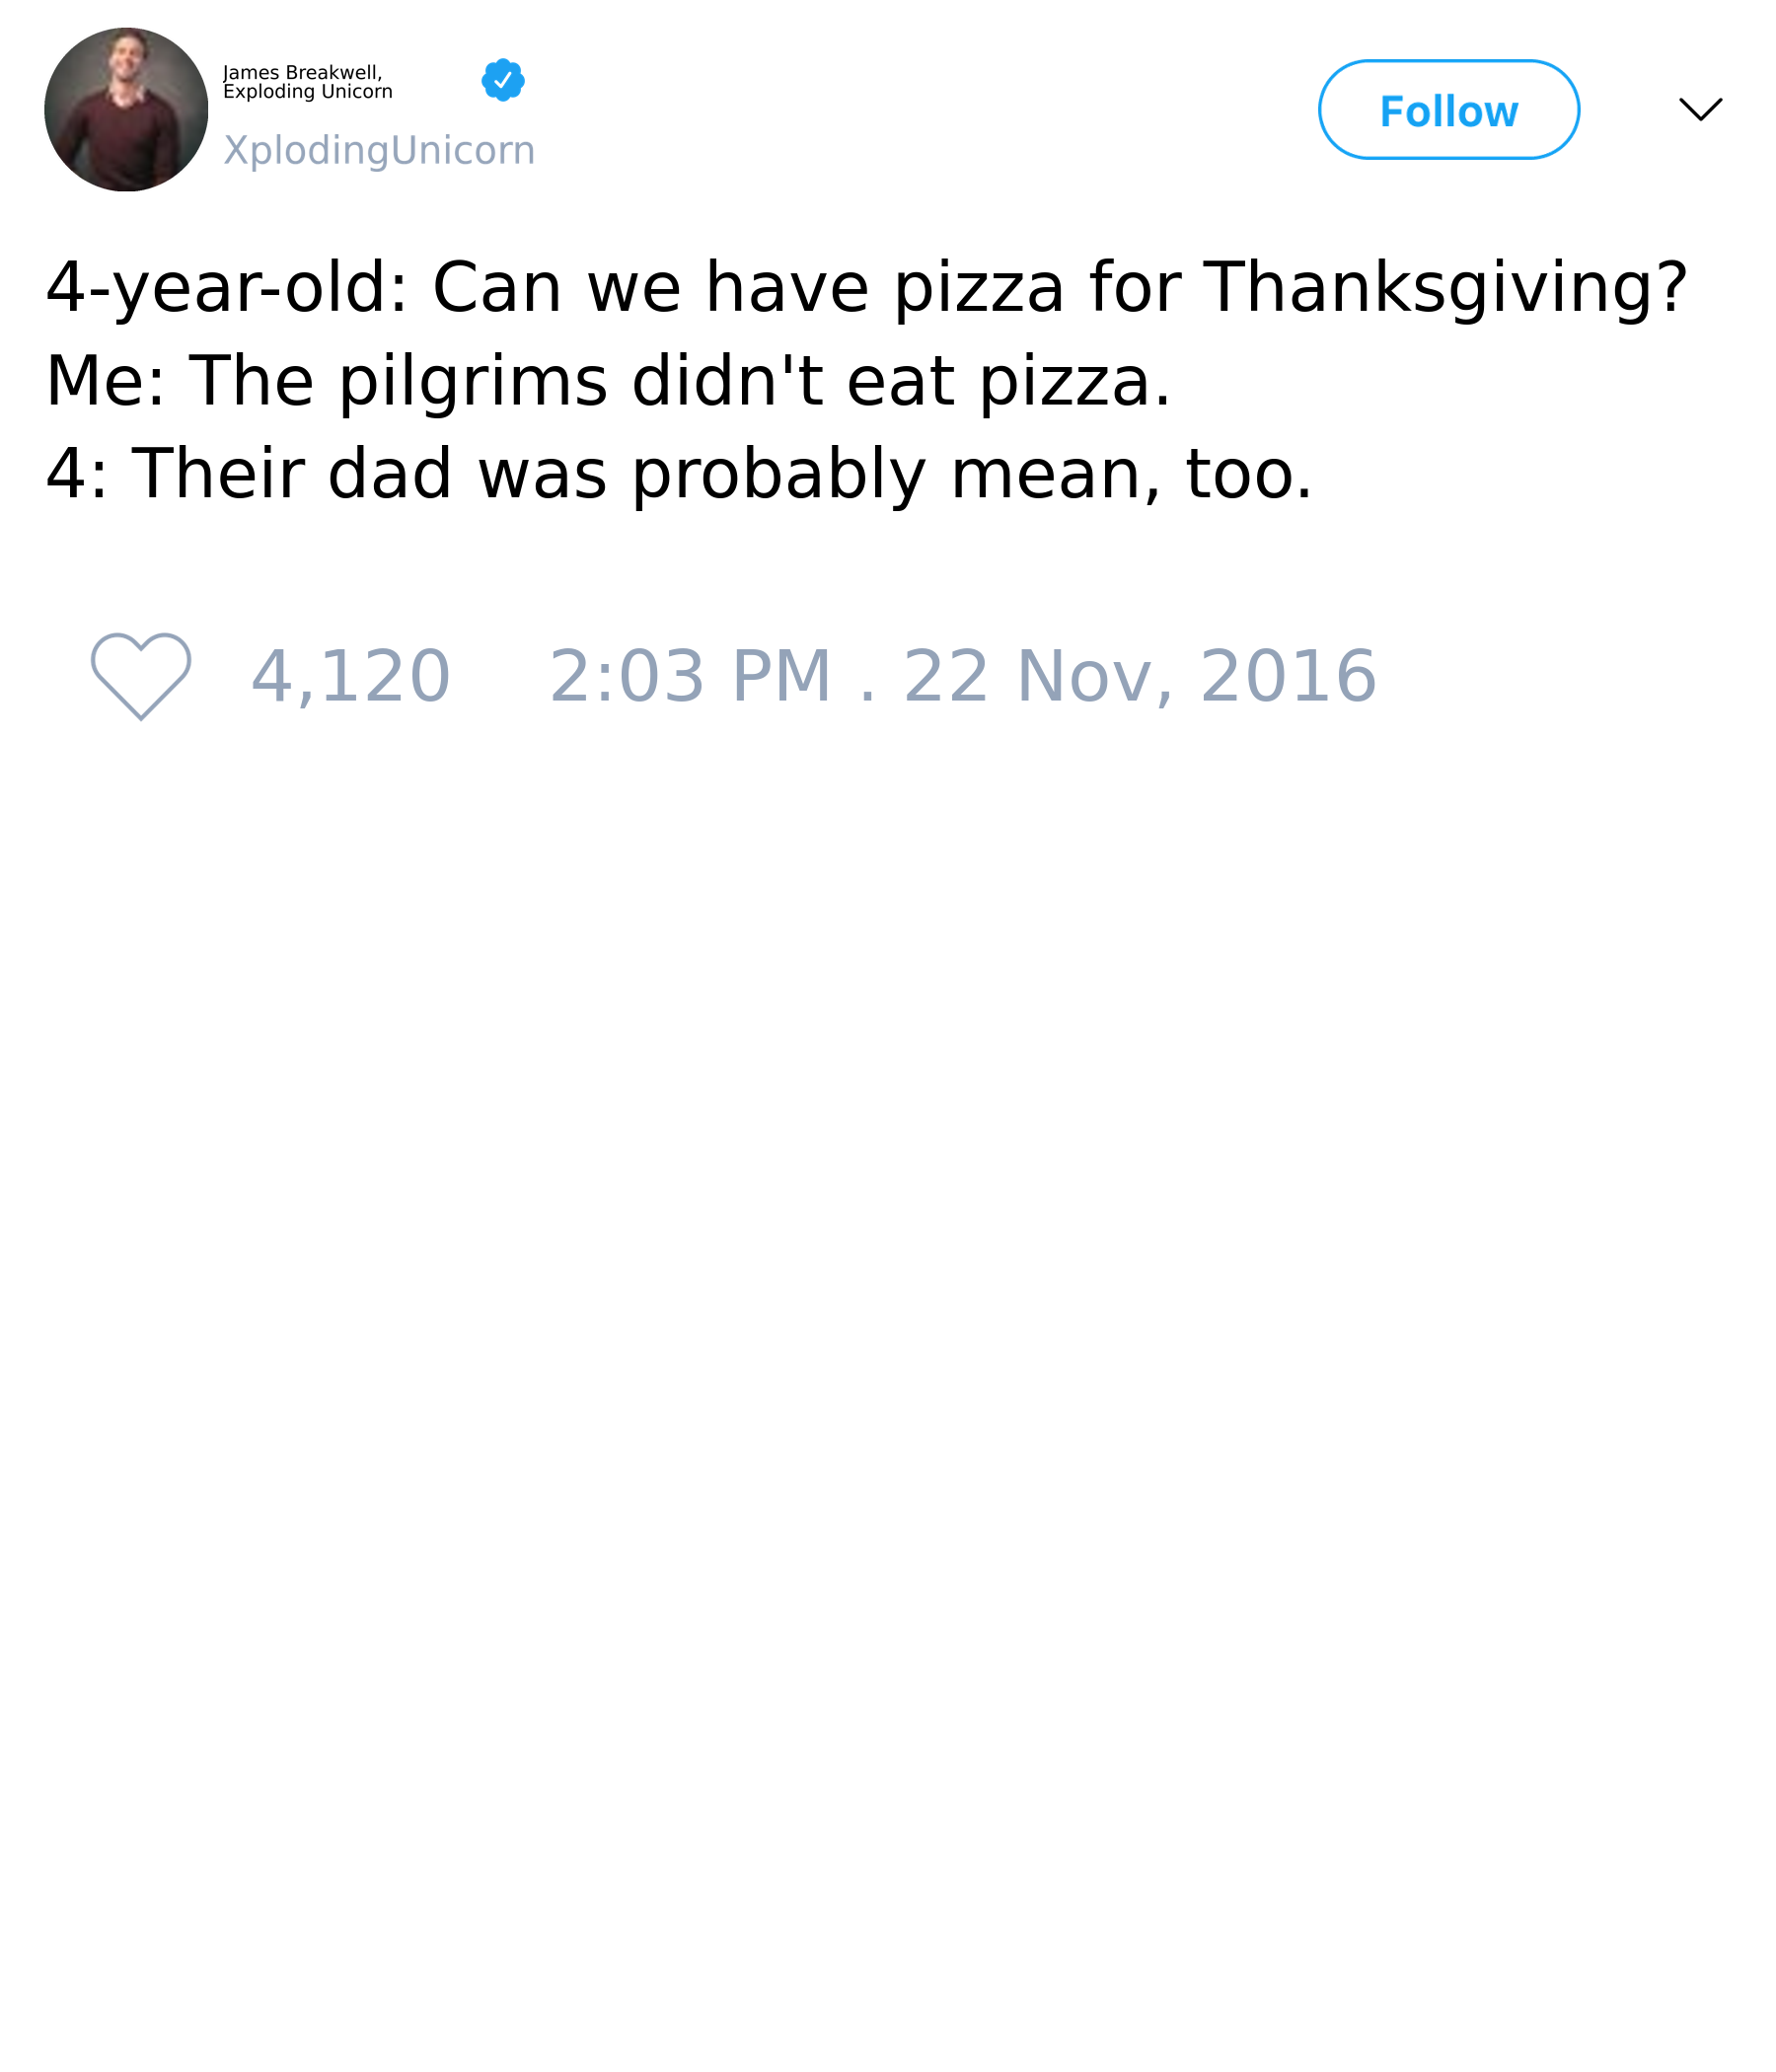 James Breakwell,
Exploding Unicorn
XplodingUnicorn
Follow
4-year-old: Can we have pizza for Thanksgiving?
Me: The pilgrims didn't eat pizza.
4: Their dad was probably mean, too.
4,120 2:03 PM . 22 Nov, 2016